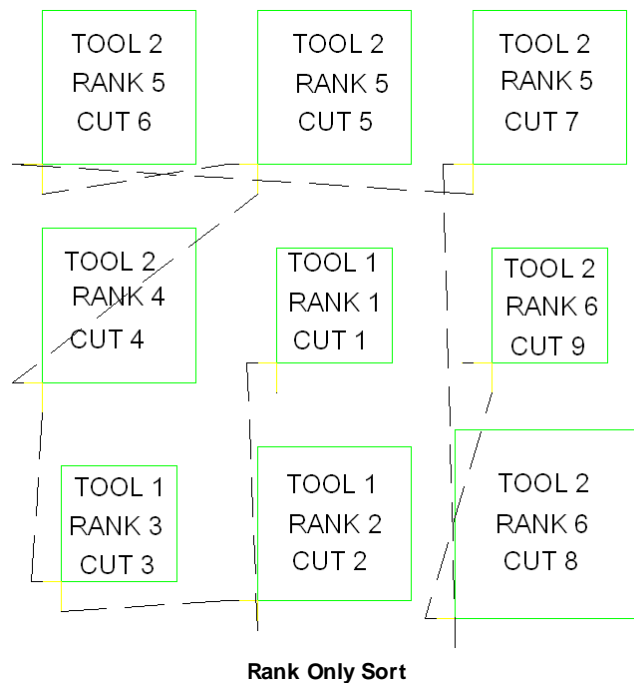 TOOL 2
RANK 5
CUT 6
TOOL 2
RANK 5
CUT 5
TOOL 2
RANK 5
CUT 7
TOOL 2
RANK 4
CUT 4
TOOL 1
RANK 1
CUT 1
TOOL 2
RANK 6
CUT 9
TOOL 1
RANK 3
CUT 3
TOOL 1
RANK 2
CUT 2
TOOL 2
RANK 6
CUT 8
Rank Only Sort